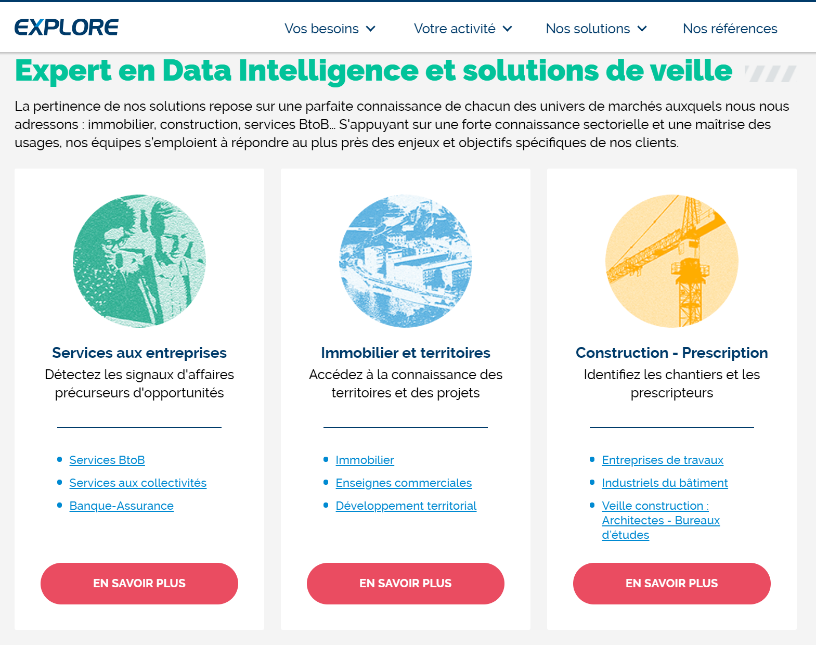 EXPLORE
Vos besoins
Votre activité
Nos solutions
Nos références
Expert en Data Intelligence et solutions de veille
La pertinence de nos solutions repose sur une parfaite connaissance de chacun des univers de marchés auxquels nous nous
adressons : immobilier, construction, services BtoB… S'appuyant sur une forte connaissance sectorielle et une maîtrise des
usages, nos équipes s'emploient à répondre au plus près des enjeux et objectifs spécifiques de nos clients.
Services aux entreprises
Détectez les signaux d'affaires
précurseurs d'opportunités
Services BtoB
Services aux collectivités
Banque-Assurance
EN SAVOIR PLUS
Immobilier et territoires
Accédez à la connaissance des
territoires et des projets
Immobilier
Enseignes commerciales
Développement territorial
EN SAVOIR PLUS
Construction - Prescription
Identifiez les chantiers et les
prescripteurs
Entreprises de travaux
Industriels du bâtiment
Veille construction :
Architectes - Bureaux
d'études
EN SAVOIR PLUS